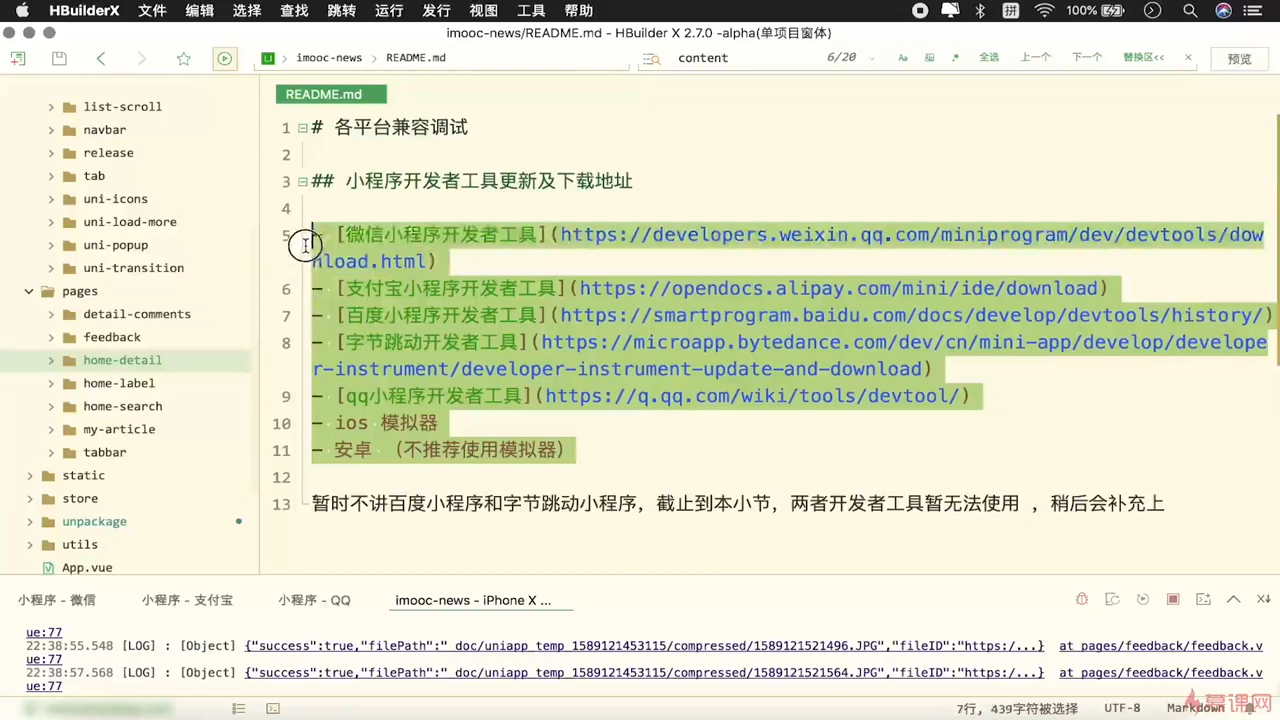 HBuilderX 文件 编辑 选择 查找 跳转 运行 发行 视图 工具 帮助 100%
imooc-news/README.md - HBuilder X 2.7.0 -alpha(单项目窗体)
imooc-news README.md content 6/20 Aa 全选 上一个 下一个 替换区<< 预览
list-scroll
navbar
release
tab
uni-icons
uni-load-more
uni-popup
uni-transition
pages
detail-comments
feedback
home-detail
home-label
home-search
my-article
tabbar
static
store
unpackage
utils
App.vue
README.md
1 # 各平台兼容调试
2
3 ## 小程序开发者工具更新及下载地址
4
5 - [微信小程序开发者工具](https://developers.weixin.qq.com/miniprogram/dev/devtools/dow
nload.html)
6 - [支付宝小程序开发者工具](https://opendocs.alipay.com/mini/ide/download)
7 - [百度小程序开发者工具](https://smartprogram.baidu.com/docs/develop/devtools/history/)
8 - [字节跳动开发者工具](https://microapp.bytedance.com/dev/cn/mini-app/develop/develope
r-instrument/developer-instrument-update-and-download)
9 - [qq小程序开发者工具](https://q.qq.com/wiki/tools/devtool/)
10 - ios 模拟器
11 - 安卓 （不推荐使用模拟器）
12
13 暂时不讲百度小程序和字节跳动小程序，截止到本小节，两者开发者工具暂无法使用 ，稍后会补充上
小程序 - 微信 小程序 - 支付宝 小程序 - QQ imooc-news - iPhone X ...
ue:77
22:38:55.548 [LOG] : [Object] {"success":true,"filePath":"_doc/uniapp_temp_1589121453115/compressed/1589121521496.JPG","fileID":"https:/...} at pages/feedback/feedback.v
ue:77
22:38:57.568 [LOG] : [Object] {"success":true,"filePath":"_doc/uniapp_temp_1589121453115/compressed/1589121521564.JPG","fileID":"https:/...} at pages/feedback/feedback.v
ue:77
7行，439字符被选择 UTF-8 Markdown
慕课网